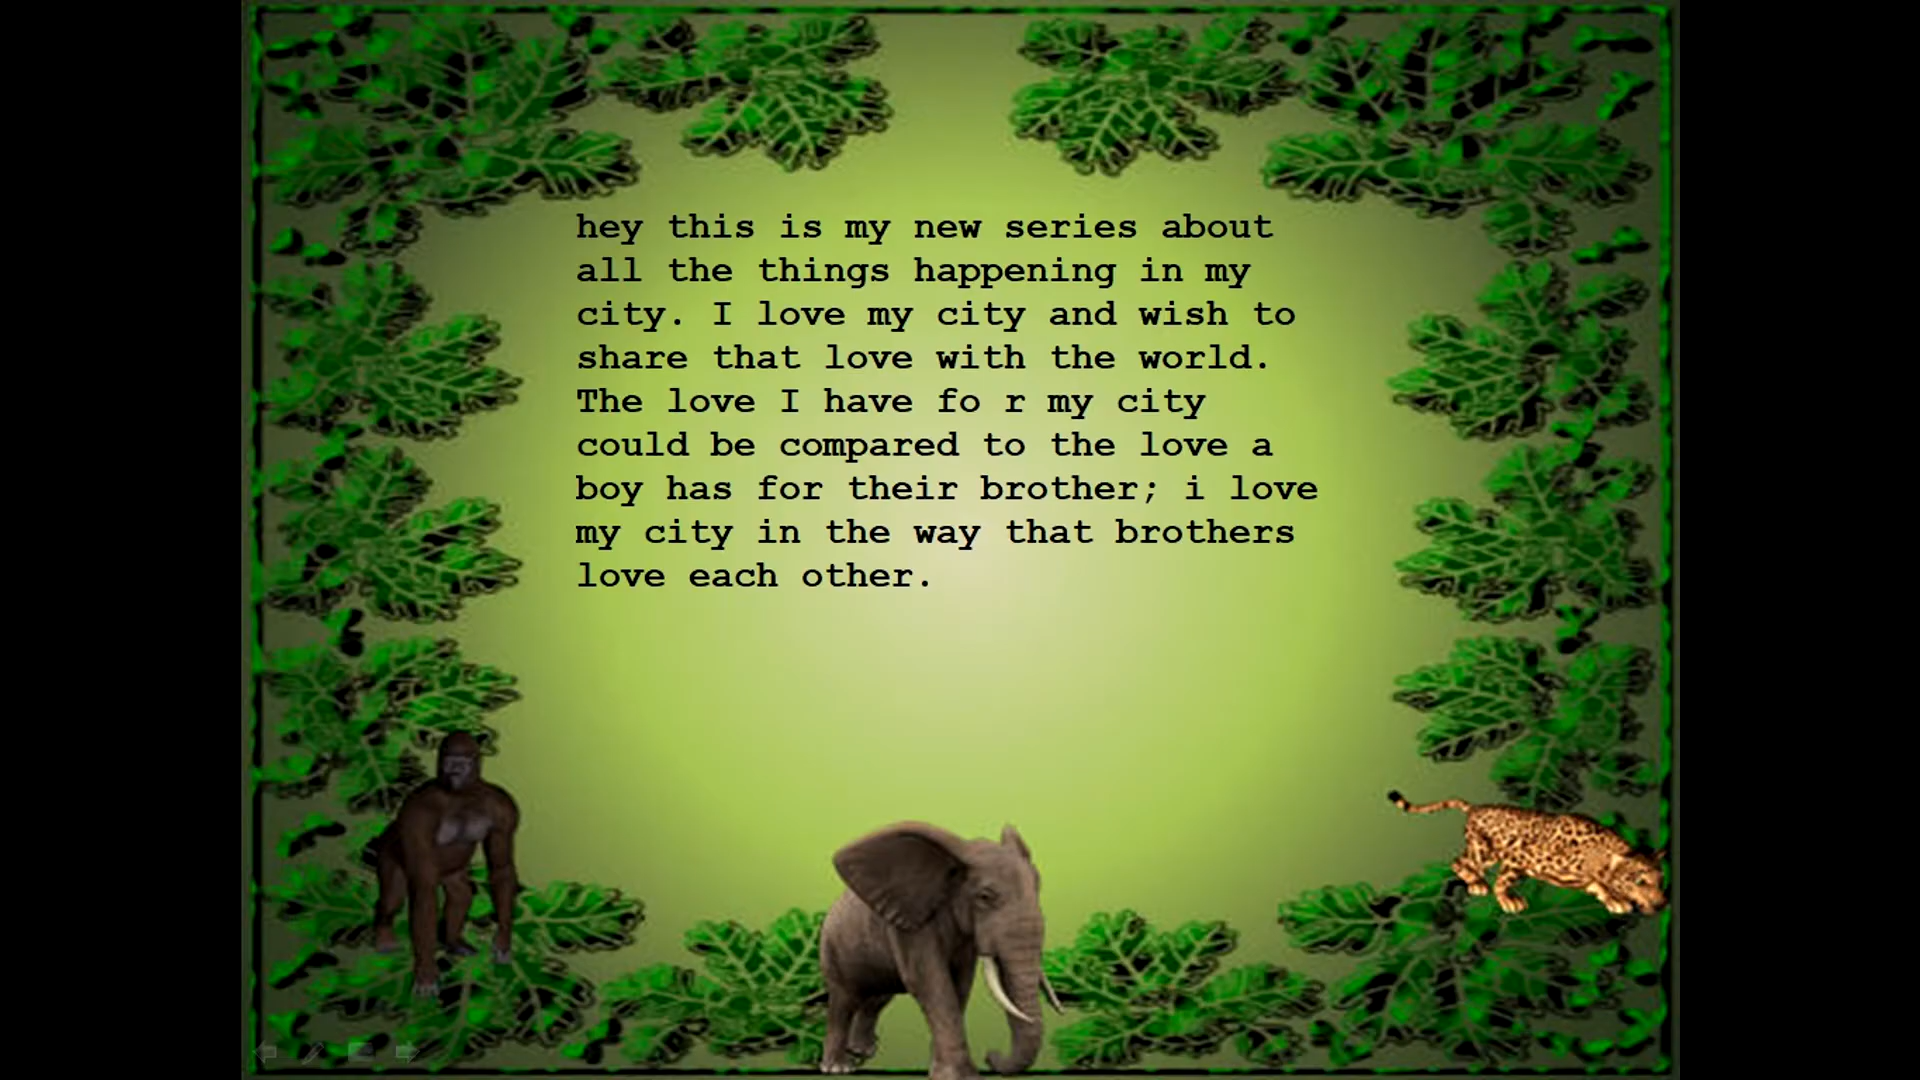 hey this is my new series about
all the things happening in my
city. I love my city and wish to
share that love with the world.
The love I have fo r my city
could be compared to the love a
boy has for their brother; i love
my city in the way that brothers
love each other.